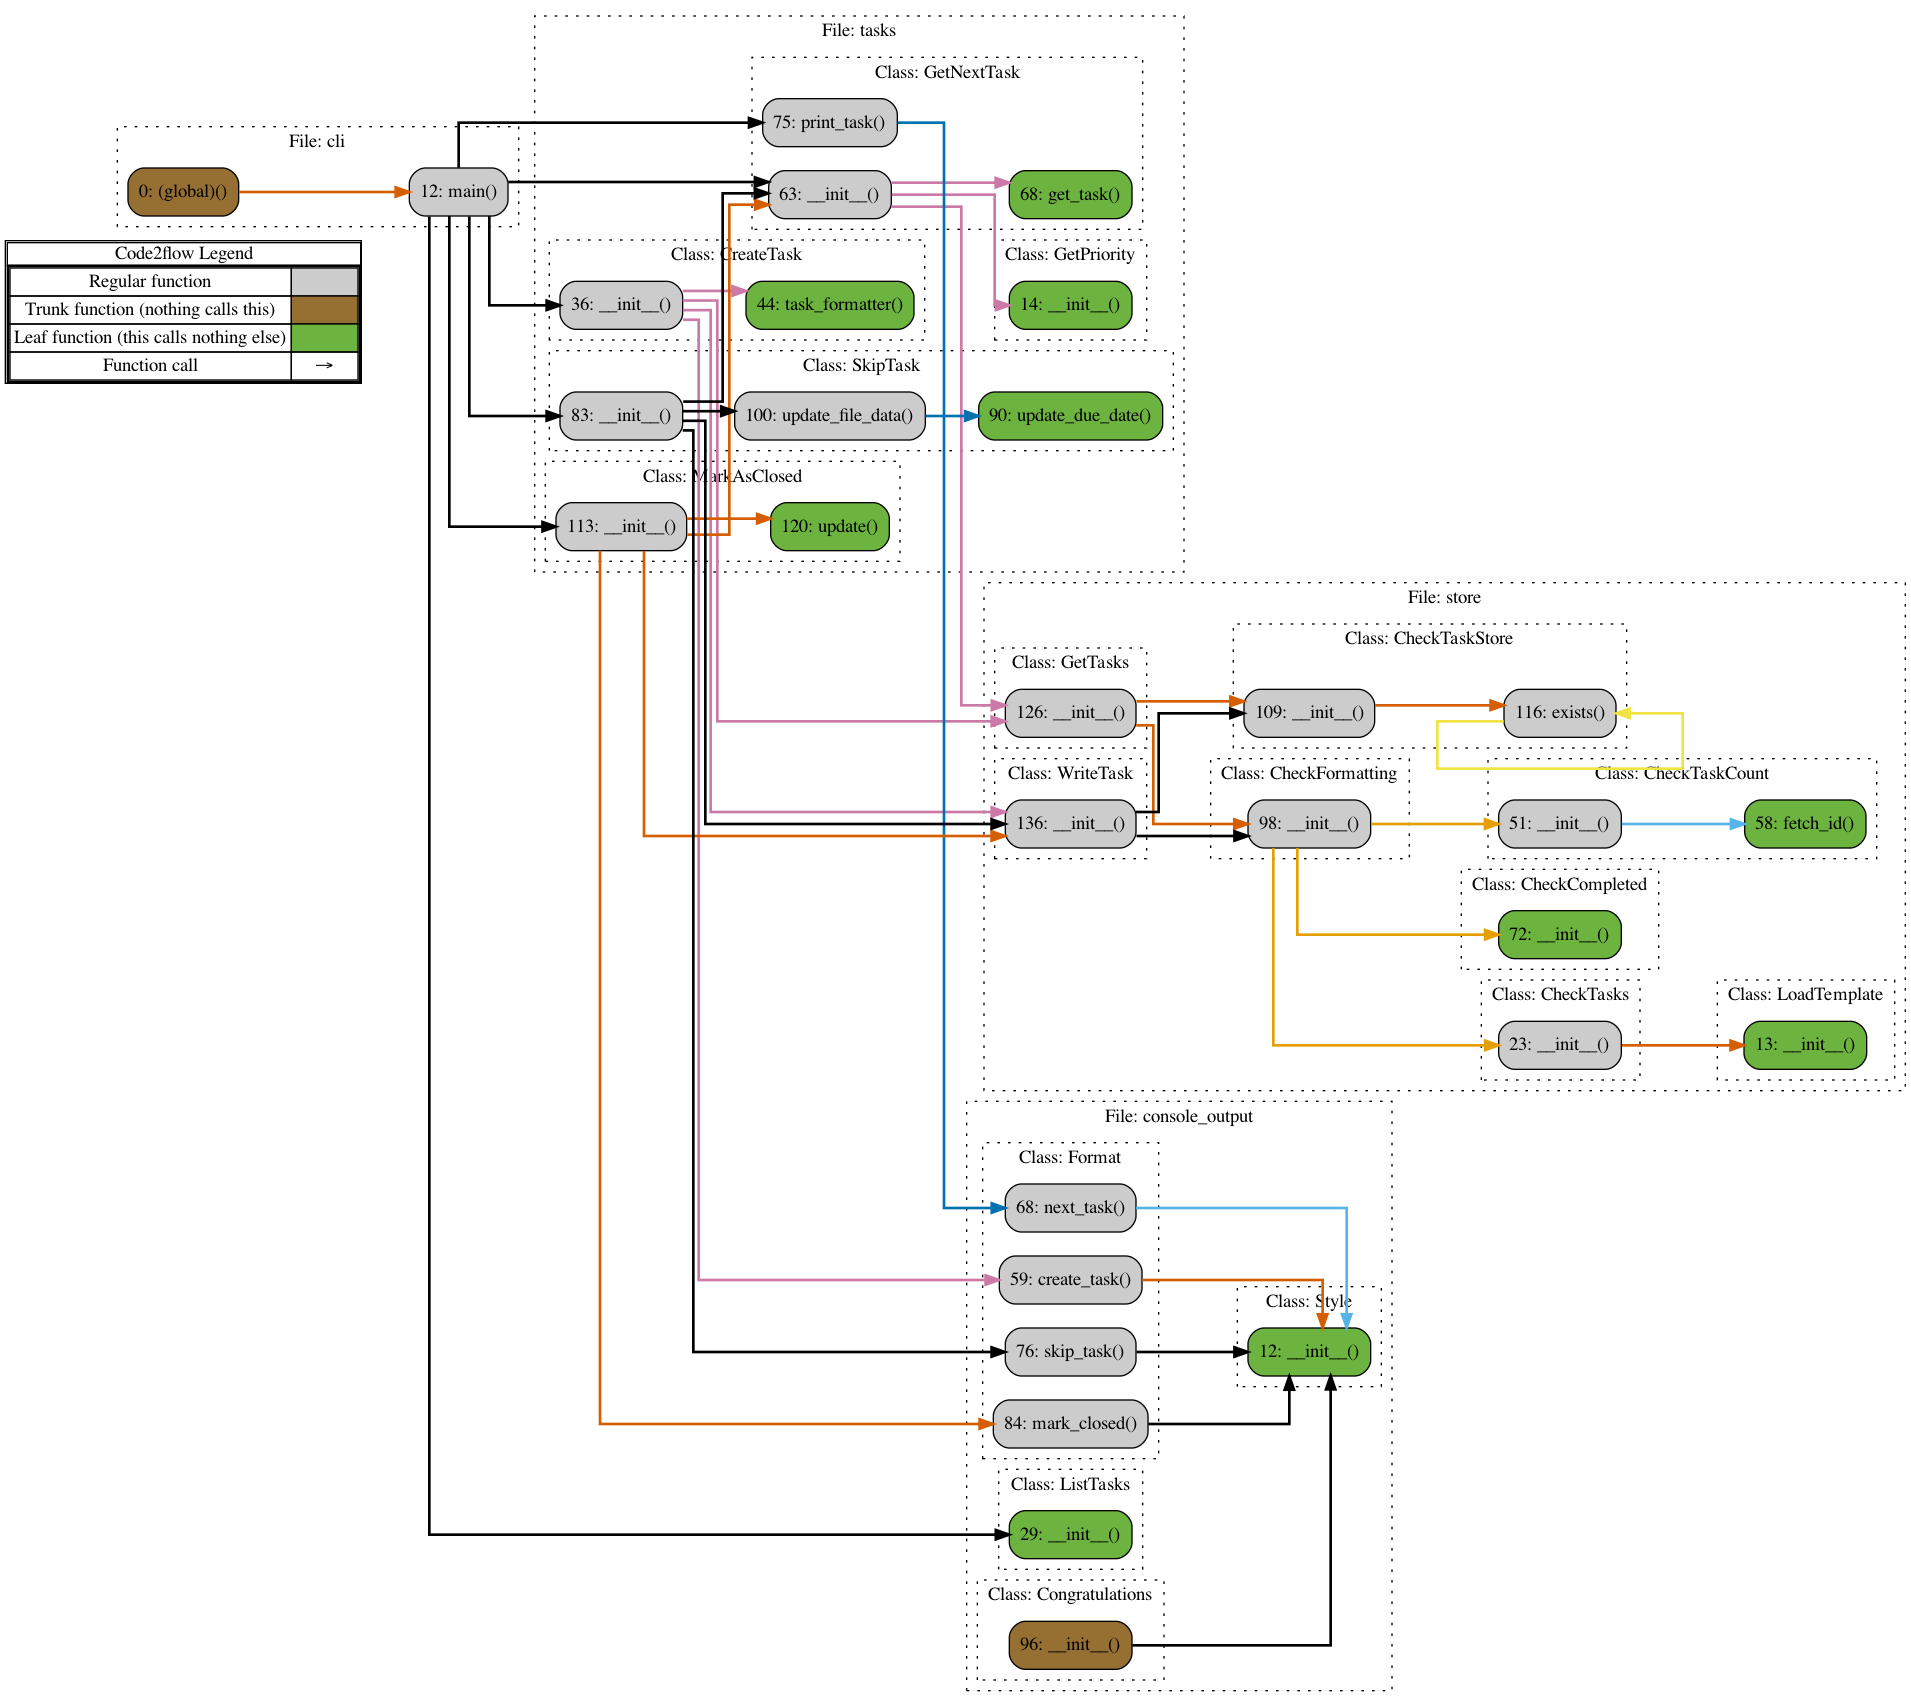 File: tasks
Class: GetNextTask
75: print_task()
63: __init__()
68: get_task()
File: cli
0: (global)()
12: main()
Code2flow Legend
Regular function
Trunk function (nothing calls this)
Leaf function (this calls nothing else)
Function call →
Class: CreateTask
36: __init__()
44: task_formatter()
Class: GetPriority
14: __init__()
Class: SkipTask
83: __init__()
100: update_file_data()
90: update_due_date()
Class: MarkAsClosed
113: __init__()
120: update()
File: store
Class: GetTasks
126: __init__()
Class: CheckTaskStore
109: __init__()
116: exists()
Class: WriteTask
136: __init__()
Class: CheckFormatting
98: __init__()
Class: CheckTaskCount
51: __init__()
58: fetch_id()
Class: CheckCompleted
72: __init__()
Class: CheckTasks
23: __init__()
Class: LoadTemplate
13: __init__()
File: console_output
Class: Format
68: next_task()
59: create_task()
76: skip_task()
84: mark_closed()
Class: Style
12: __init__()
Class: ListTasks
29: __init__()
Class: Congratulations
96: __init__()